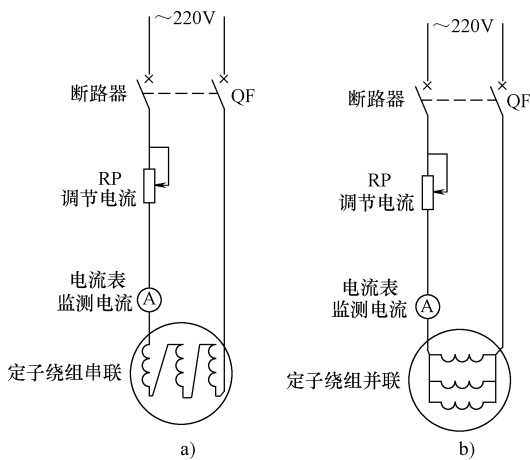 ～220V
断路器
QF
RP
调节电流
电流表
监测电流
A
定子绕组串联
a)
～220V
断路器
QF
RP
调节电流
电流表
监测电流
A
定子绕组并联
b)